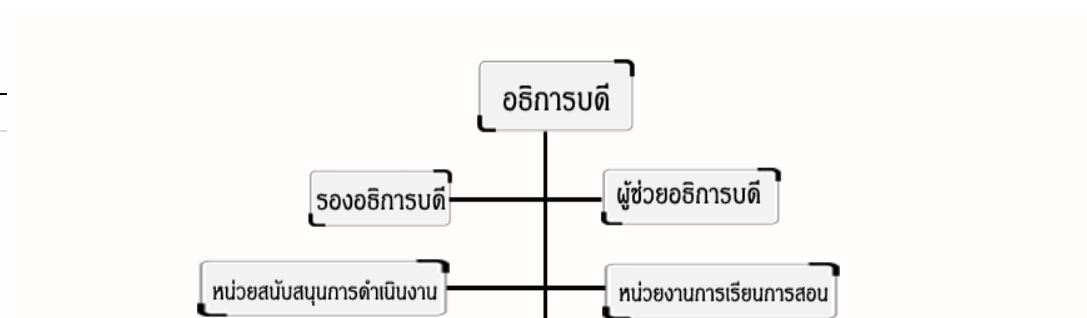 อธิการบดี
รองอธิการบดี
ผู้ช่วยอธิการบดี
หน่วยสนับสนุนการดำเนินงาน
หน่วยงานการเรียนการสอน